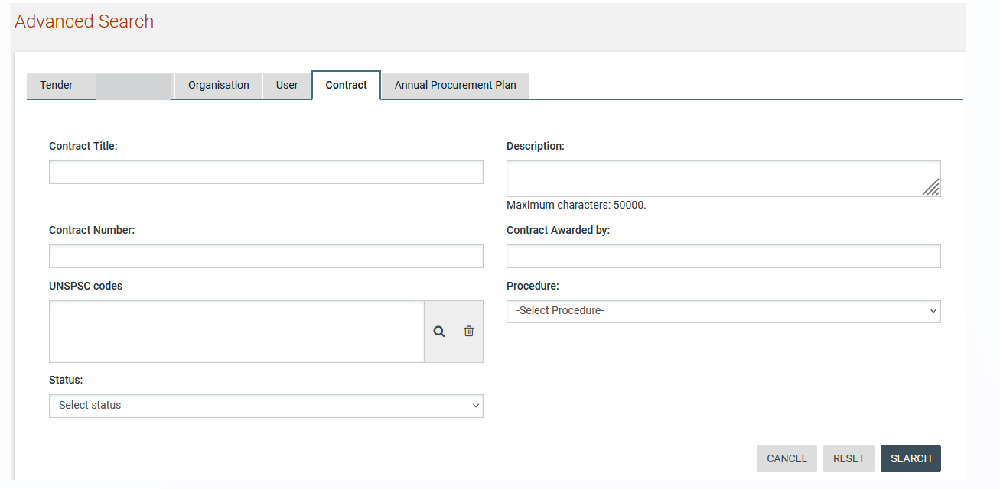 Advanced Search
Tender Organisation User Contract Annual Procurement Plan
Contract Title: Description:
Maximum characters: 50000.
Contract Number: Contract Awarded by:
UNSPSC codes Procedure:
-Select Procedure-
Status:
Select status
CANCEL RESET SEARCH